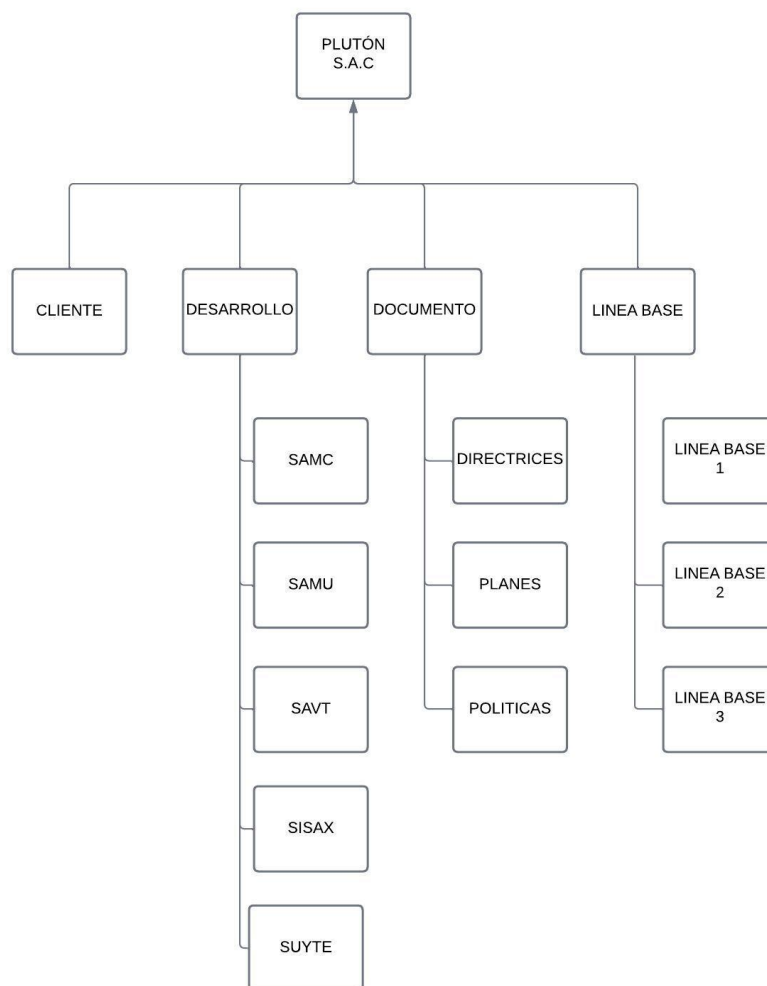 PLUTÓN
S.A.C
CLIENTE
DESARROLLO
DOCUMENTO
LINEA BASE
SAMC
DIRECTRICES
LINEA BASE
1
SAMU
PLANES
LINEA BASE
2
SAVT
POLITICAS
LINEA BASE
3
SISAX
SUYTE